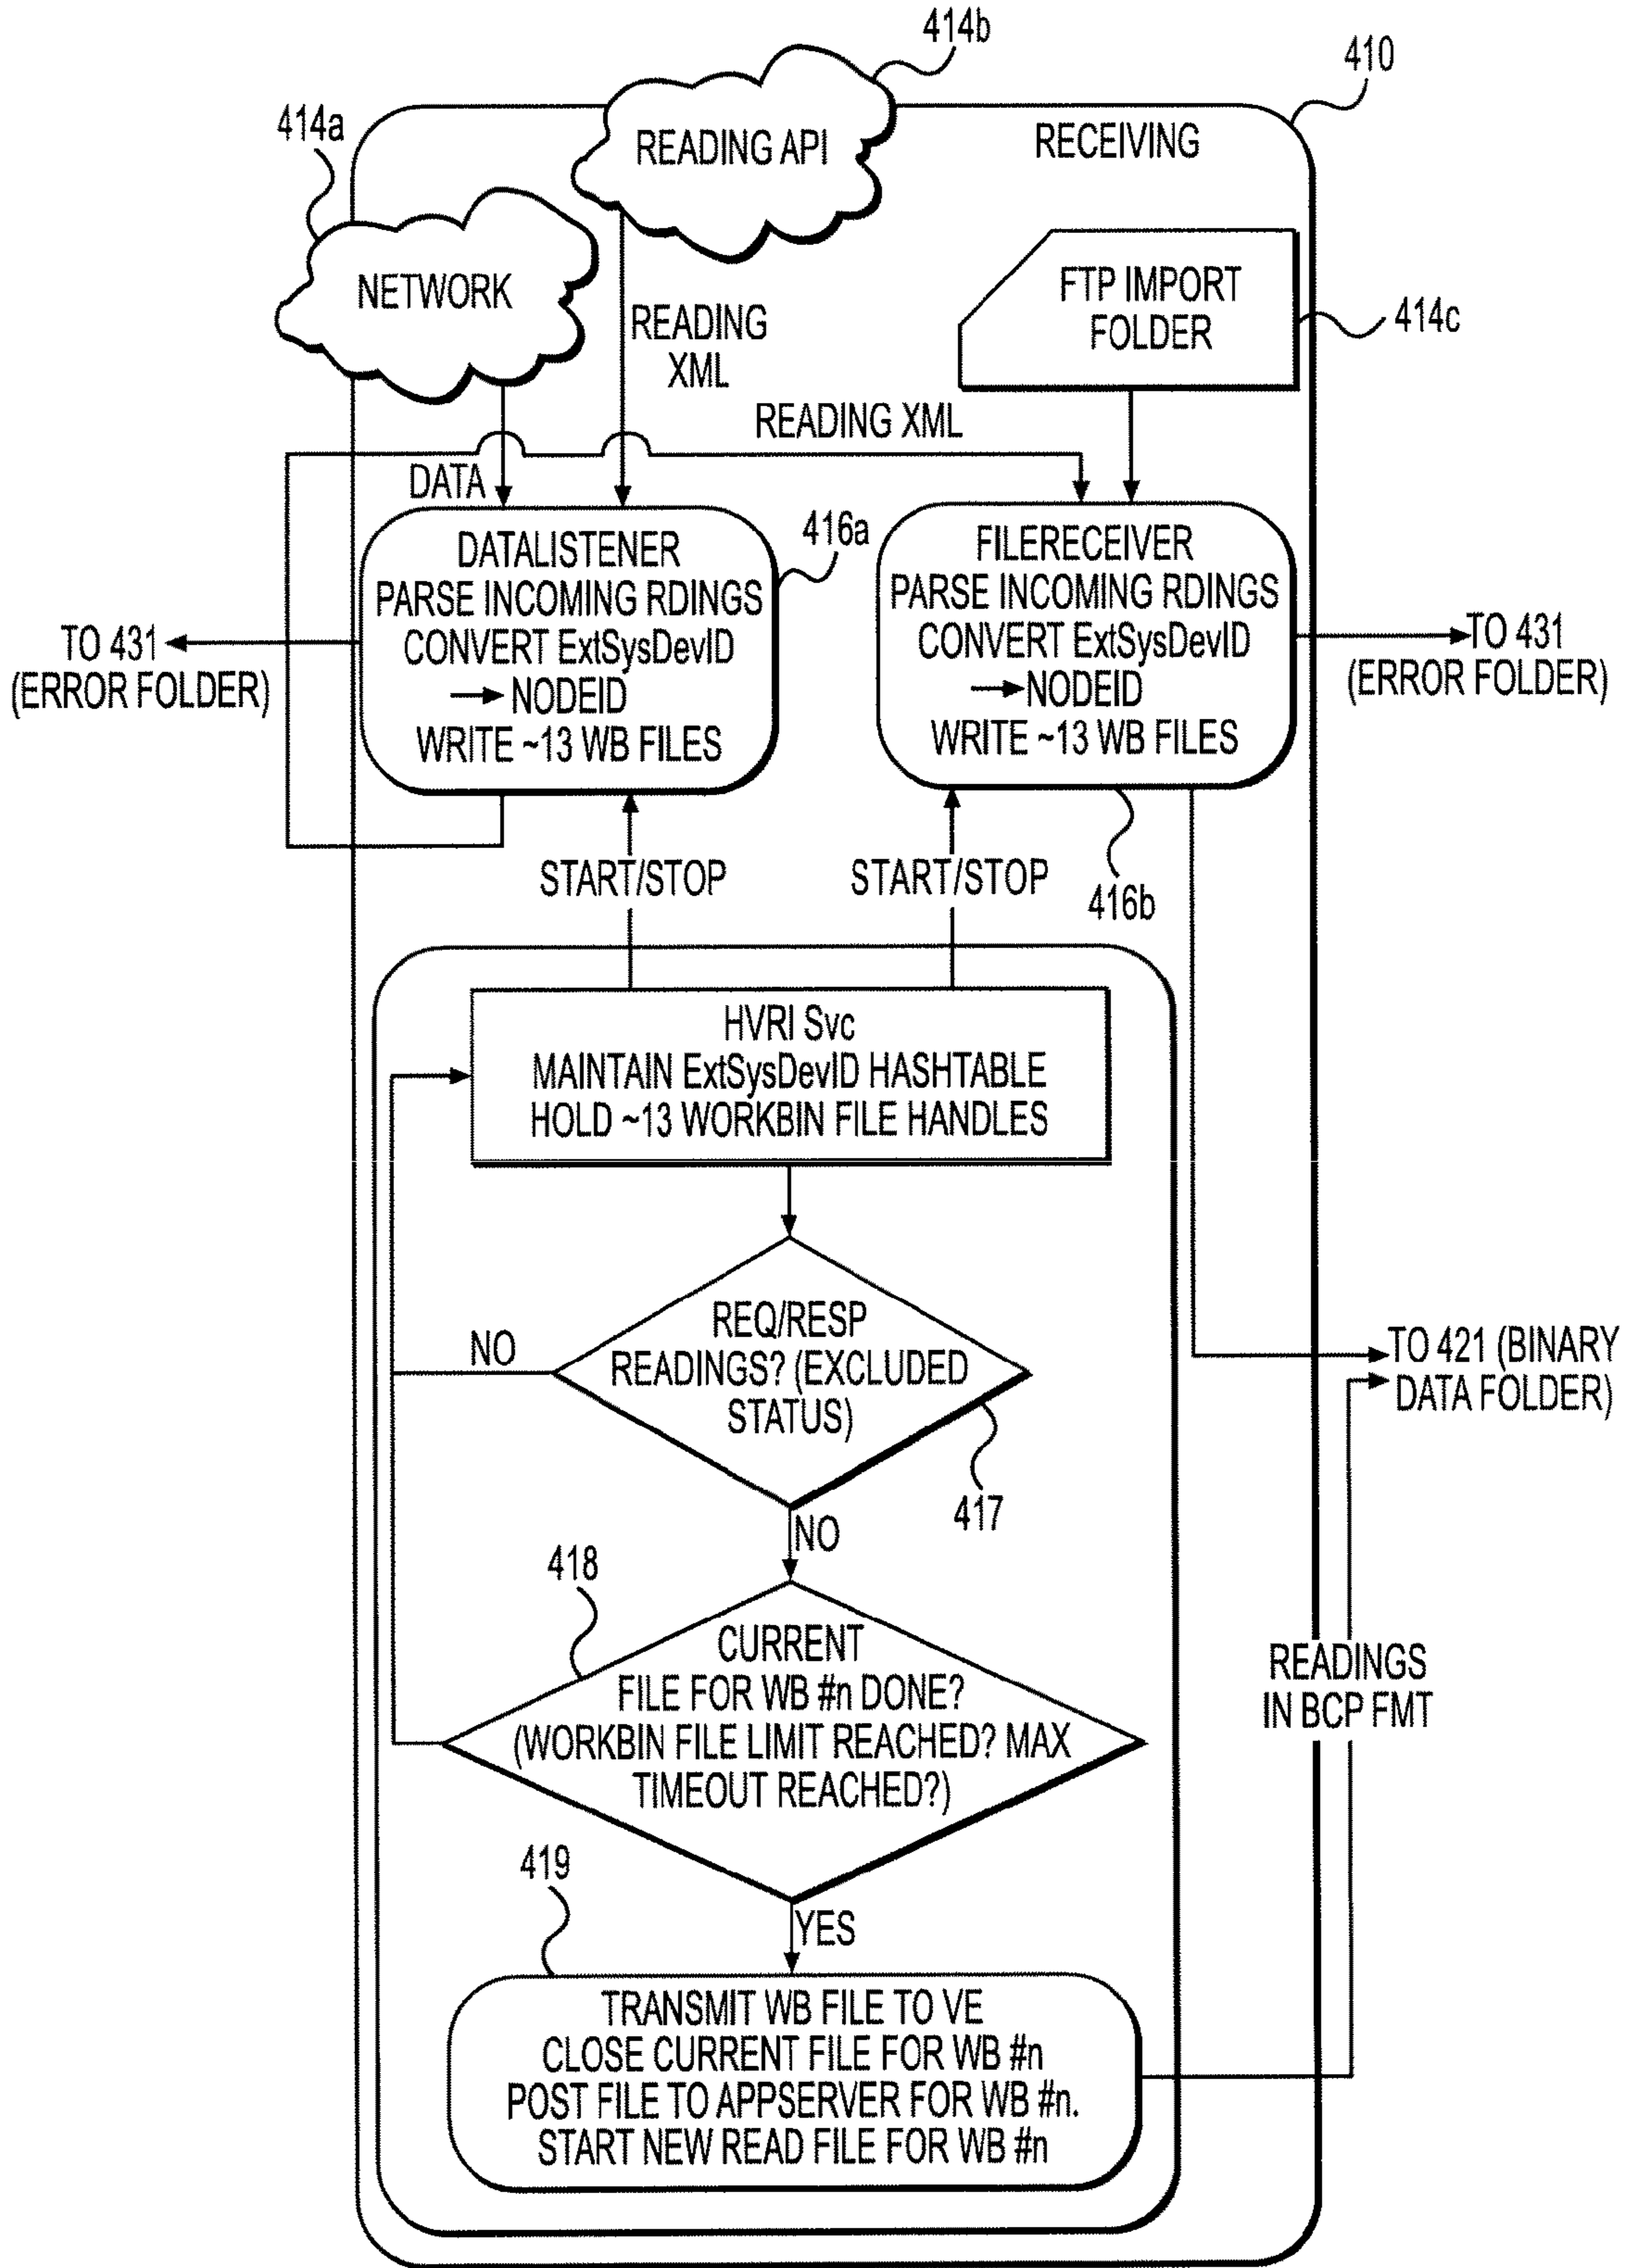 414b
410
414a
READING API
RECEIVING
NETWORK
FTP IMPORT
FOLDER
414c
READING
XML
READING XML
DATA
416a
DATALISTENER
PARSE INCOMING RDINGS
CONVERT ExtSysDevID
→ NODEID
WRITE ~13 WB FILES
FILERECEIVER
PARSE INCOMING RDINGS
CONVERT ExtSysDevID
→ NODEID
WRITE ~13 WB FILES
TO 431
(ERROR FOLDER)
TO 431
(ERROR FOLDER)
START/STOP
START/STOP
416b
HVRI Svc
MAINTAIN ExtSysDevID HASHTABLE
HOLD ~13 WORKBIN FILE HANDLES
REQ/RESP
READINGS? (EXCLUDED
STATUS)
NO
TO 421 (BINARY
DATA FOLDER)
417
NO
418
CURRENT
FILE FOR WB #n DONE?
(WORKBIN FILE LIMIT REACHED? MAX
TIMEOUT REACHED?)
READINGS
IN BCP FMT
419
YES
TRANSMIT WB FILE TO VE
CLOSE CURRENT FILE FOR WB #n
POST FILE TO APPSERVER FOR WB #n.
START NEW READ FILE FOR WB #n